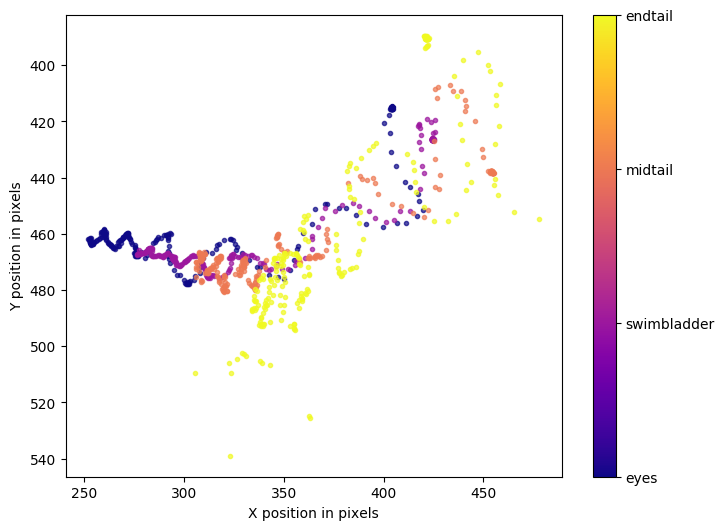 400
420
440
460
480
500
520
540
Y position in pixels
250
300
350
400
450
X position in pixels
endtail
midtail
swimbladder
eyes